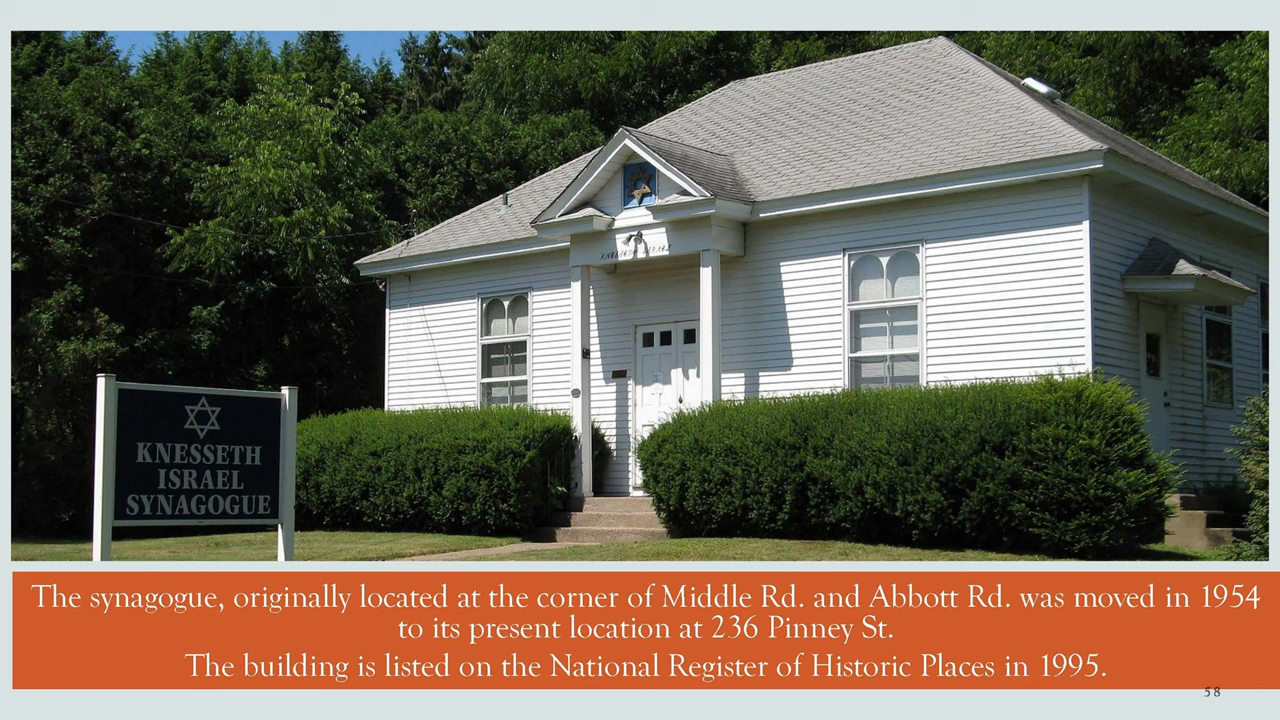 KNESSETH ISRAEL
KNESSETH
ISRAEL
SYNAGOGUE
The synagogue, originally located at the corner of Middle Rd. and Abbott Rd. was moved in 1954
to its present location at 236 Pinney St.
The building is listed on the National Register of Historic Places in 1995.
58